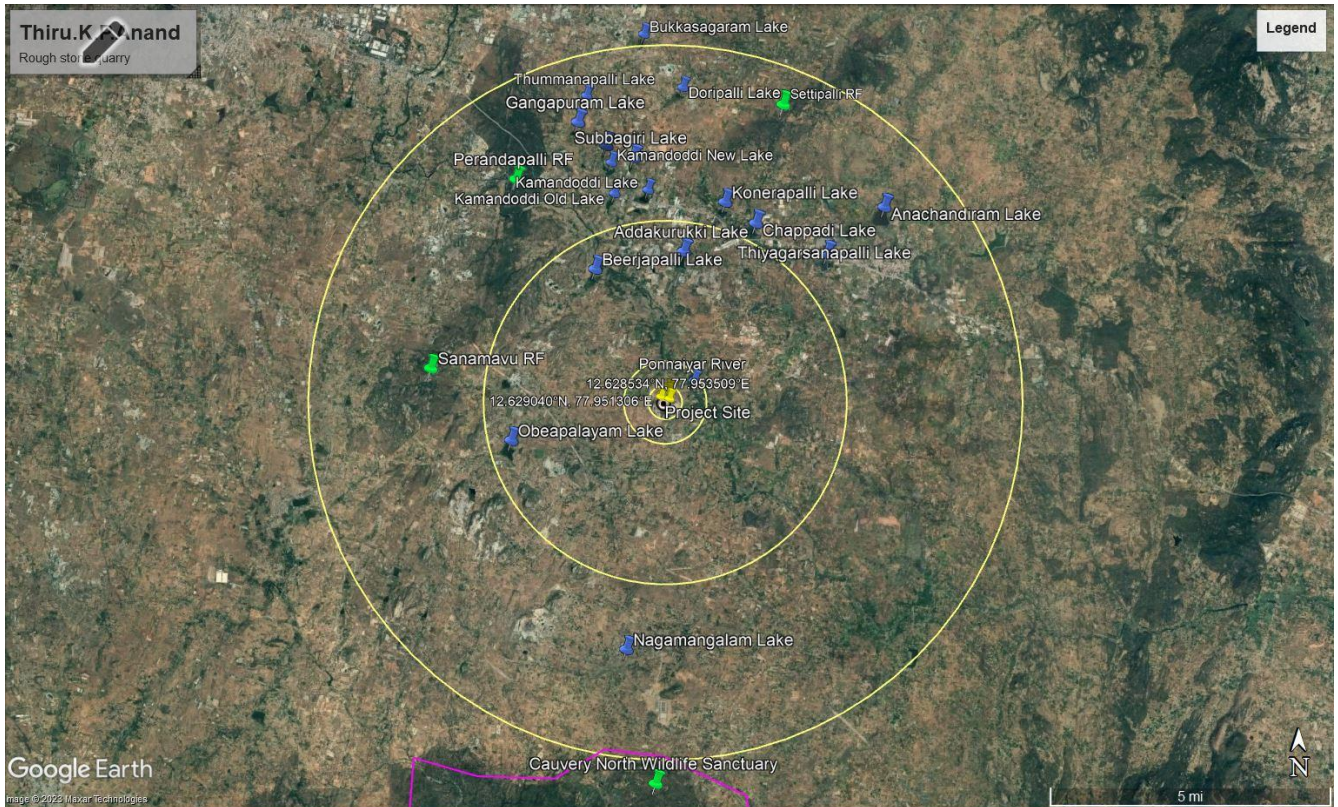 Thiru.K P Anand
Rough stone quarry
Legend
Bukkasagaram Lake
Thummanapalli Lake
Doripalli Lake
Settipalli RF
Gangapuram Lake
Subbagiri Lake
Kamandoddi New Lake
Perandapalli RF
Kamandoddi Lake
Kamandoddi Old Lake
Konerapalli Lake
Anachandiram Lake
Addakurukki Lake
Chappadi Lake
Beerjapalli Lake
Thiyagarsanapalli Lake
Sanamavu RF
Ponnaiyar River
12.628534°N, 77.953509°E
12.629040°N, 77.951306°E
Project Site
Obeapalayam Lake
Nagamangalam Lake
Cauvery North Wildlife Sanctuary
N
Google Earth
5 mi
Image © 2023 Maxar Technologies